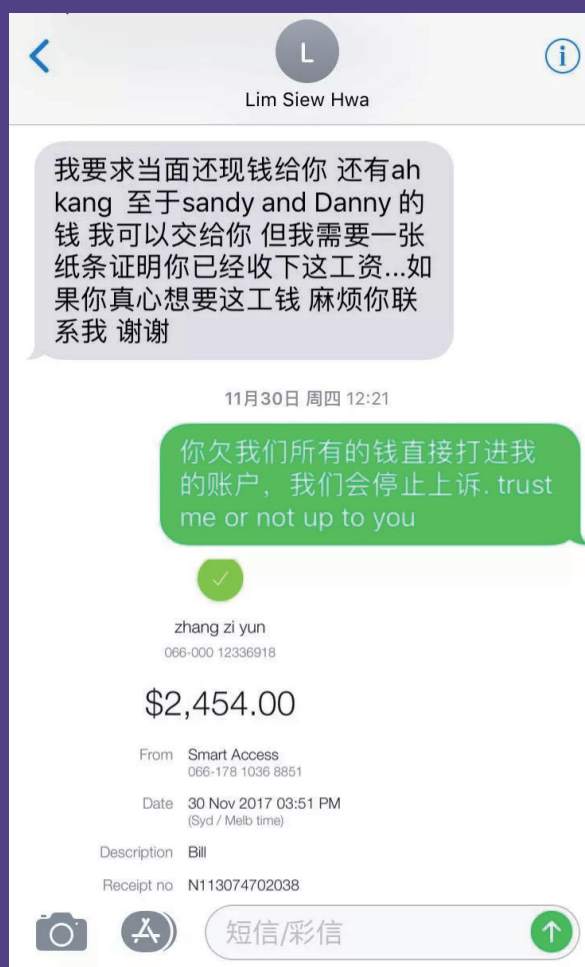 L
Lim Siew Hwa
我要求当面还现钱给你 还有ah
kang 至于sandy and Danny 的
钱 我可以交给你 但我需要一张
纸条证明你已经收下这工资...如
果你真心想要这工钱 麻烦你联
系我 谢谢
11月30日 周四 12:21
你欠我们所有的钱直接打进我
的账户，我们会停止上诉. trust
me or not up to you
zhang zi yun
066-000 12336918
$2,454.00
From Smart Access
066-178 1036 8851
Date 30 Nov 2017 03:51 PM
(Syd / Melb time)
Description Bill
Receipt no N113074702038
短信/彩信